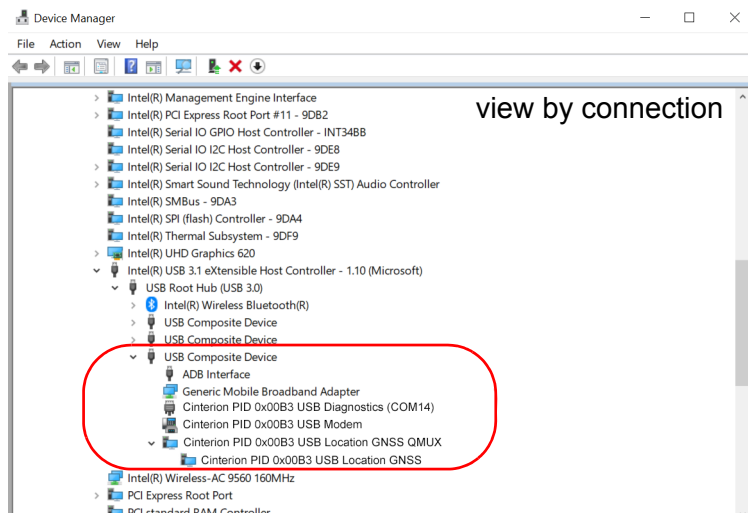 Device Manager
File Action View Help
view by connection
Intel(R) Management Engine Interface
Intel(R) PCI Express Root Port #11 - 9DB2
Intel(R) Serial IO GPIO Host Controller - INT34BB
Intel(R) Serial IO I2C Host Controller - 9DE8
Intel(R) Serial IO I2C Host Controller - 9DE9
Intel(R) Smart Sound Technology (Intel(R) SST) Audio Controller
Intel(R) SMBus - 9DA3
Intel(R) SPI (flash) Controller - 9DA4
Intel(R) Thermal Subsystem - 9DF9
Intel(R) UHD Graphics 620
Intel(R) USB 3.1 eXtensible Host Controller - 1.10 (Microsoft)
USB Root Hub (USB 3.0)
Intel(R) Wireless Bluetooth(R)
USB Composite Device
USB Composite Device
USB Composite Device
ADB Interface
Generic Mobile Broadband Adapter
Cinterion PID 0x00B3 USB Diagnostics (COM14)
Cinterion PID 0x00B3 USB Modem
Cinterion PID 0x00B3 USB Location GNSS QMUX
Cinterion PID 0x00B3 USB Location GNSS
Intel(R) Wireless-AC 9560 160MHz
PCI Express Root Port
PCI standard RAM Controller